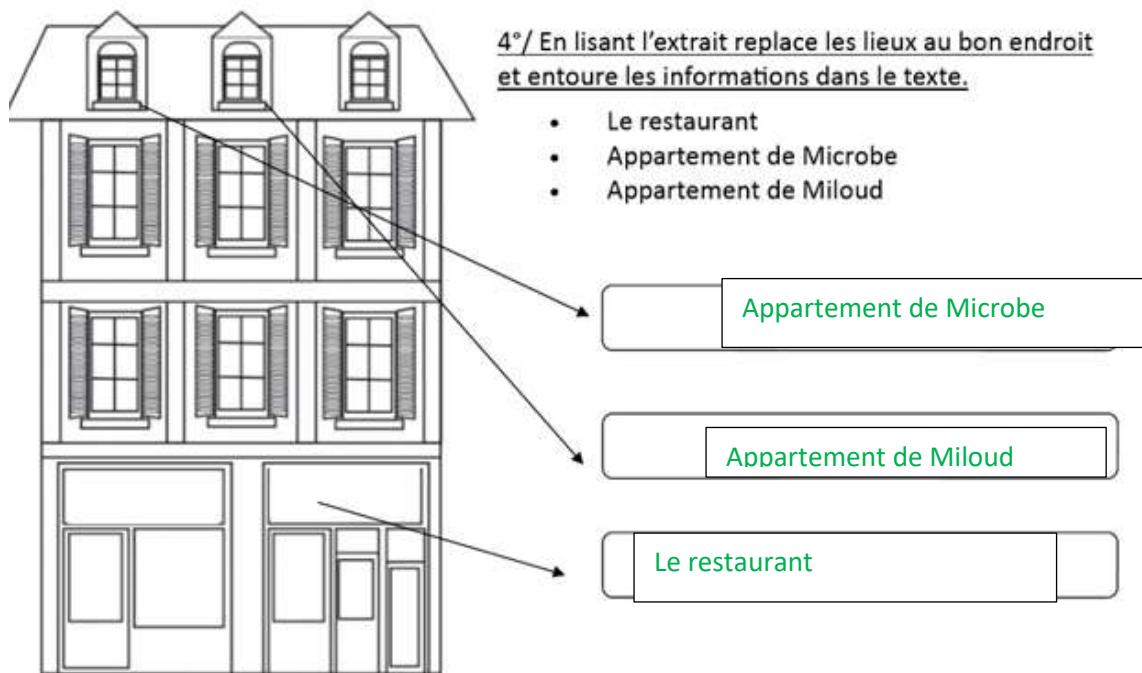 4°/ En lisant l'extrait replace les lieux au bon endroit
et entoure les informations dans le texte.
• Le restaurant
• Appartement de Microbe
• Appartement de Miloud
Appartement de Microbe
Appartement de Miloud
Le restaurant